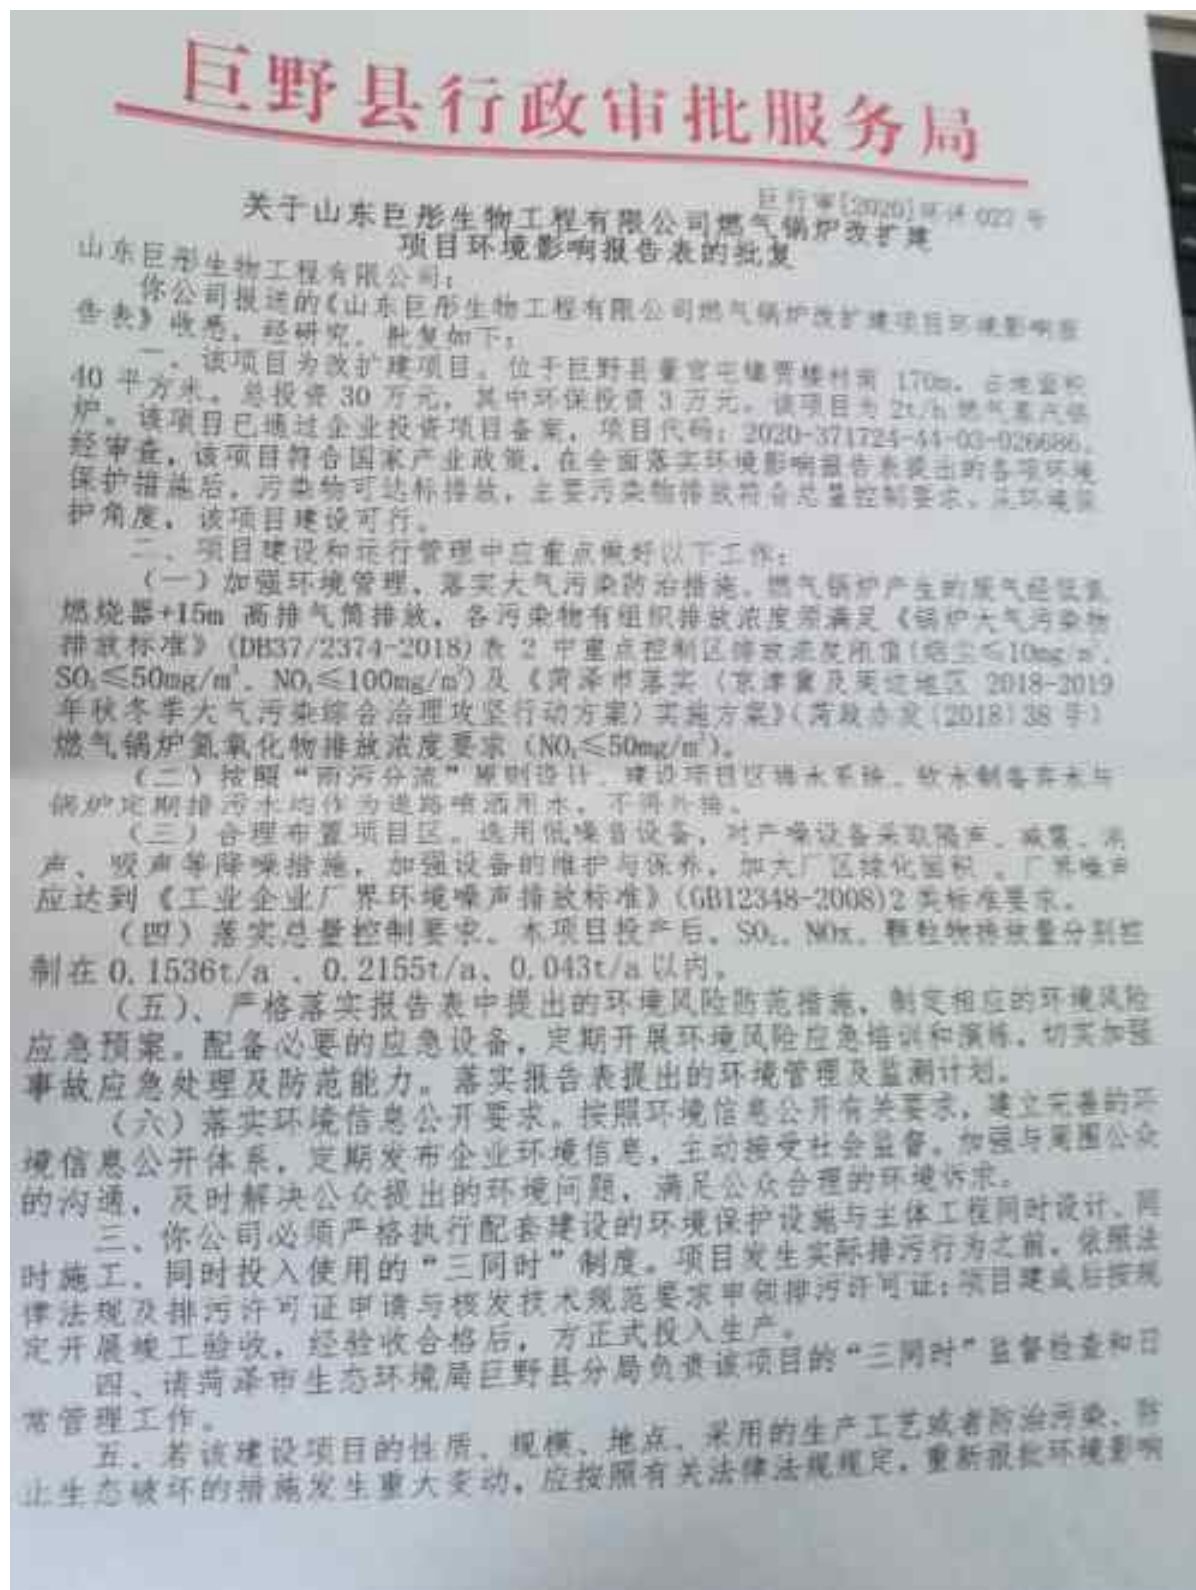 巨野县行政审批服务局
巨行审[2020]环评 022 号
关于山东巨彤生物工程有限公司燃气锅炉改扩建
项目环境影响报告表的批复
山东巨彤生物工程有限公司:
你公司报送的《山东巨彤生物工程有限公司燃气锅炉改扩建项目环境影响报
告表》收悉。经研究,批复如下:
一、该项目为改扩建项目。位于巨野县董官屯镇贾楼村南 170m。占地面积
40 平方米。总投资 30 万元,其中环保投资 3 万元。该项目为 2t/h 燃气蒸汽锅
炉。该项目已通过企业投资项目备案,项目代码:2020-371724-44-03-026686。
经审查,该项目符合国家产业政策,在全面落实环境影响报告表提出的各项环境
保护措施后,污染物可达标排放,主要污染物排放符合总量控制要求。从环境保
护角度,该项目建设可行。
二、项目建设和运行管理中应重点做好以下工作:
(一)加强环境管理,落实大气污染防治措施。燃气锅炉产生的废气经低氮
燃烧器+15m 高排气筒排放,各污染物有组织排放浓度须满足《锅炉大气污染物
排放标准》(DB37/2374-2018)表 2 中重点控制区排放浓度限值(烟尘≤10mg/m³、
SO₂≤50mg/m³、NOₓ≤100mg/m³)及《菏泽市落实(京津冀及周边地区 2018-2019
年秋冬季大气污染综合治理攻坚行动方案)实施方案》(菏政办发[2018]38 号)
燃气锅炉氮氧化物排放浓度要求(NOₓ≤50mg/m³)。
(二)按照“雨污分流”原则设计、建设项目区排水系统。软水制备弃水与
锅炉定期排污水均作为道路喷洒用水,不得外排。
(三)合理布置项目区。选用低噪音设备,对产噪设备采取隔声、减震、消
声、吸声等降噪措施,加强设备的维护与保养,加大厂区绿化面积。厂界噪声
应达到《工业企业厂界环境噪声排放标准》(GB12348-2008)2 类标准要求。
(四)落实总量控制要求。本项目投产后,SO₂、NOx、颗粒物排放量分别控
制在 0.1536t/a 、0.2155t/a、0.043t/a 以内。
(五)、严格落实报告表中提出的环境风险防范措施,制定相应的环境风险
应急预案。配备必要的应急设备,定期开展环境风险应急培训和演练,切实加强
事故应急处理及防范能力。落实报告表提出的环境管理及监测计划。
(六)落实环境信息公开要求。按照环境信息公开有关要求,建立完善的环
境信息公开体系,定期发布企业环境信息,主动接受社会监督。加强与周围公众
的沟通,及时解决公众提出的环境问题,满足公众合理的环境诉求。
三、你公司必须严格执行配套建设的环境保护设施与主体工程同时设计、同
时施工、同时投入使用的“三同时”制度。项目发生实际排污行为之前,依照法
律法规及排污许可证申请与核发技术规范要求申领排污许可证;项目建成后按规
定开展竣工验收,经验收合格后,方正式投入生产。
四、请菏泽市生态环境局巨野县分局负责该项目的“三同时”监督检查和日
常管理工作。
五、若该建设项目的性质、规模、地点、采用的生产工艺或者防治污染、防
止生态破坏的措施发生重大变动,应按照有关法律法规规定,重新报批环境影响